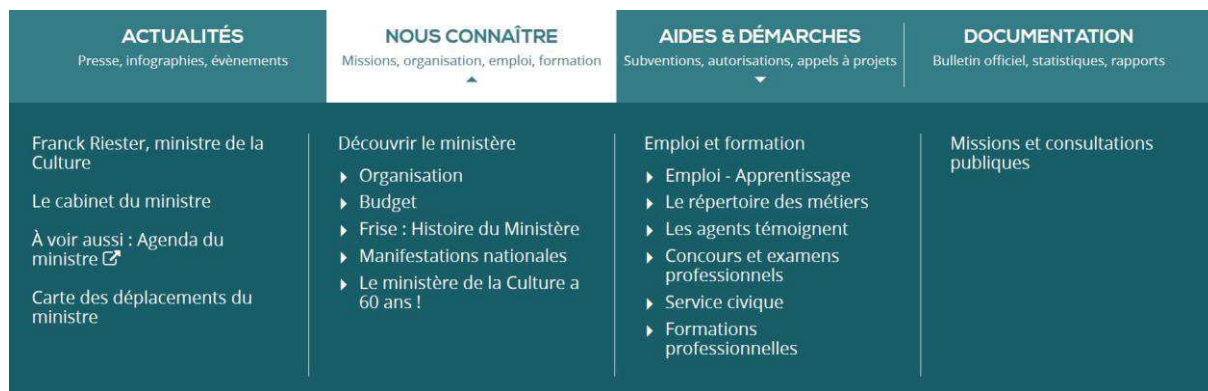 ACTUALITÉS
Presse, infographies, évènements
NOUS CONNAÎTRE
Missions, organisation, emploi, formation
AIDES & DÉMARCHES
Subventions, autorisations, appels à projets
DOCUMENTATION
Bulletin officiel, statistiques, rapports
Franck Riester, ministre de la
Culture
Le cabinet du ministre
À voir aussi : Agenda du
ministre
Carte des déplacements du
ministre
Découvrir le ministère
Organisation
Budget
Frise : Histoire du Ministère
Manifestations nationales
Le ministère de la Culture a
60 ans !
Emploi et formation
Emploi - Apprentissage
Le répertoire des métiers
Les agents témoignent
Concours et examens
professionnels
Service civique
Formations
professionnelles
Missions et consultations
publiques